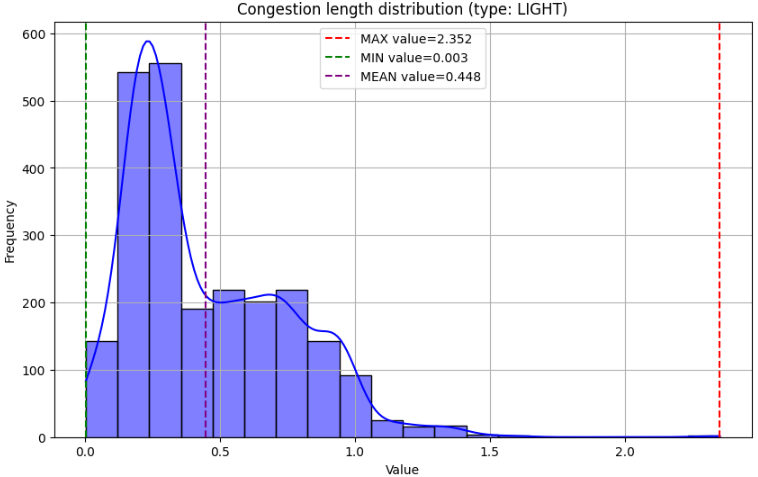 Congestion length distribution (type: LIGHT)
MAX value=2.352
MIN value=0.003
MEAN value=0.448
600
500
400
300
200
100
0
Frequency
0.0
0.5
1.0
1.5
2.0
Value